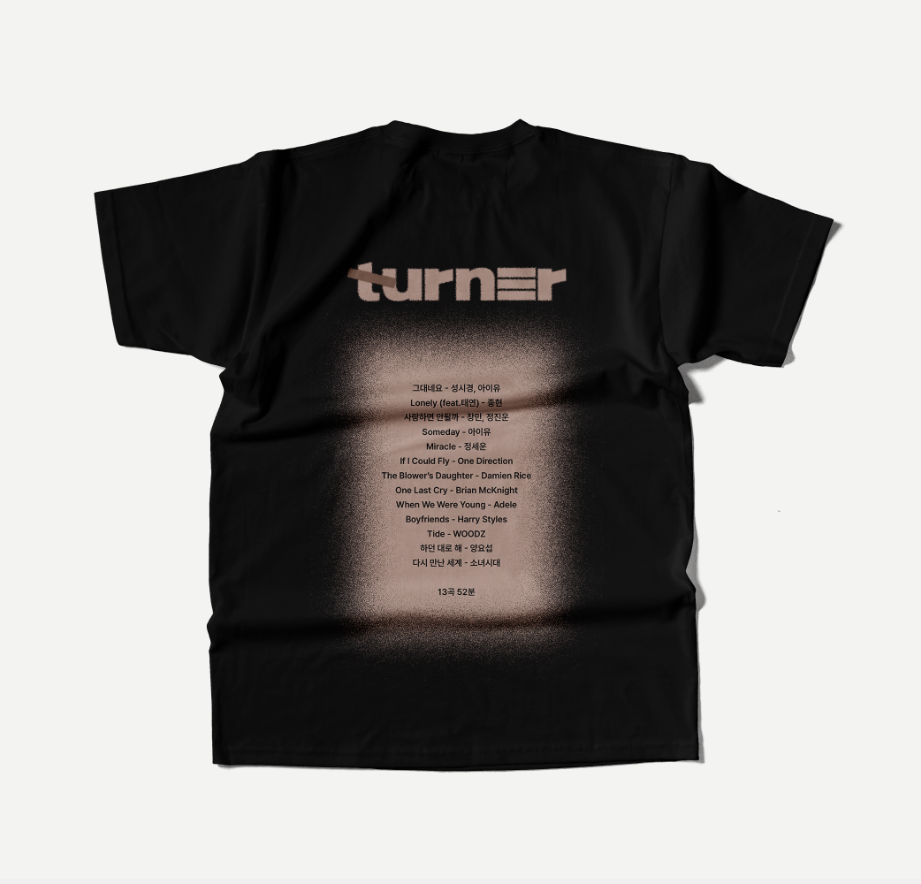 turner
그대네요 - 성시경, 아이유
Lonely (feat.태연) - 종현
사랑하면 안될까 - 창민, 정진운
Someday - 아이유
Miracle - 정세운
If I Could Fly - One Direction
The Blower's Daughter - Damien Rice
One Last Cry - Brian McKnight
When We Were Young - Adele
Boyfriends - Harry Styles
Tide - WOODZ
하던 대로 해 - 양요섭
다시 만난 세계 - 소녀시대
13곡 52분